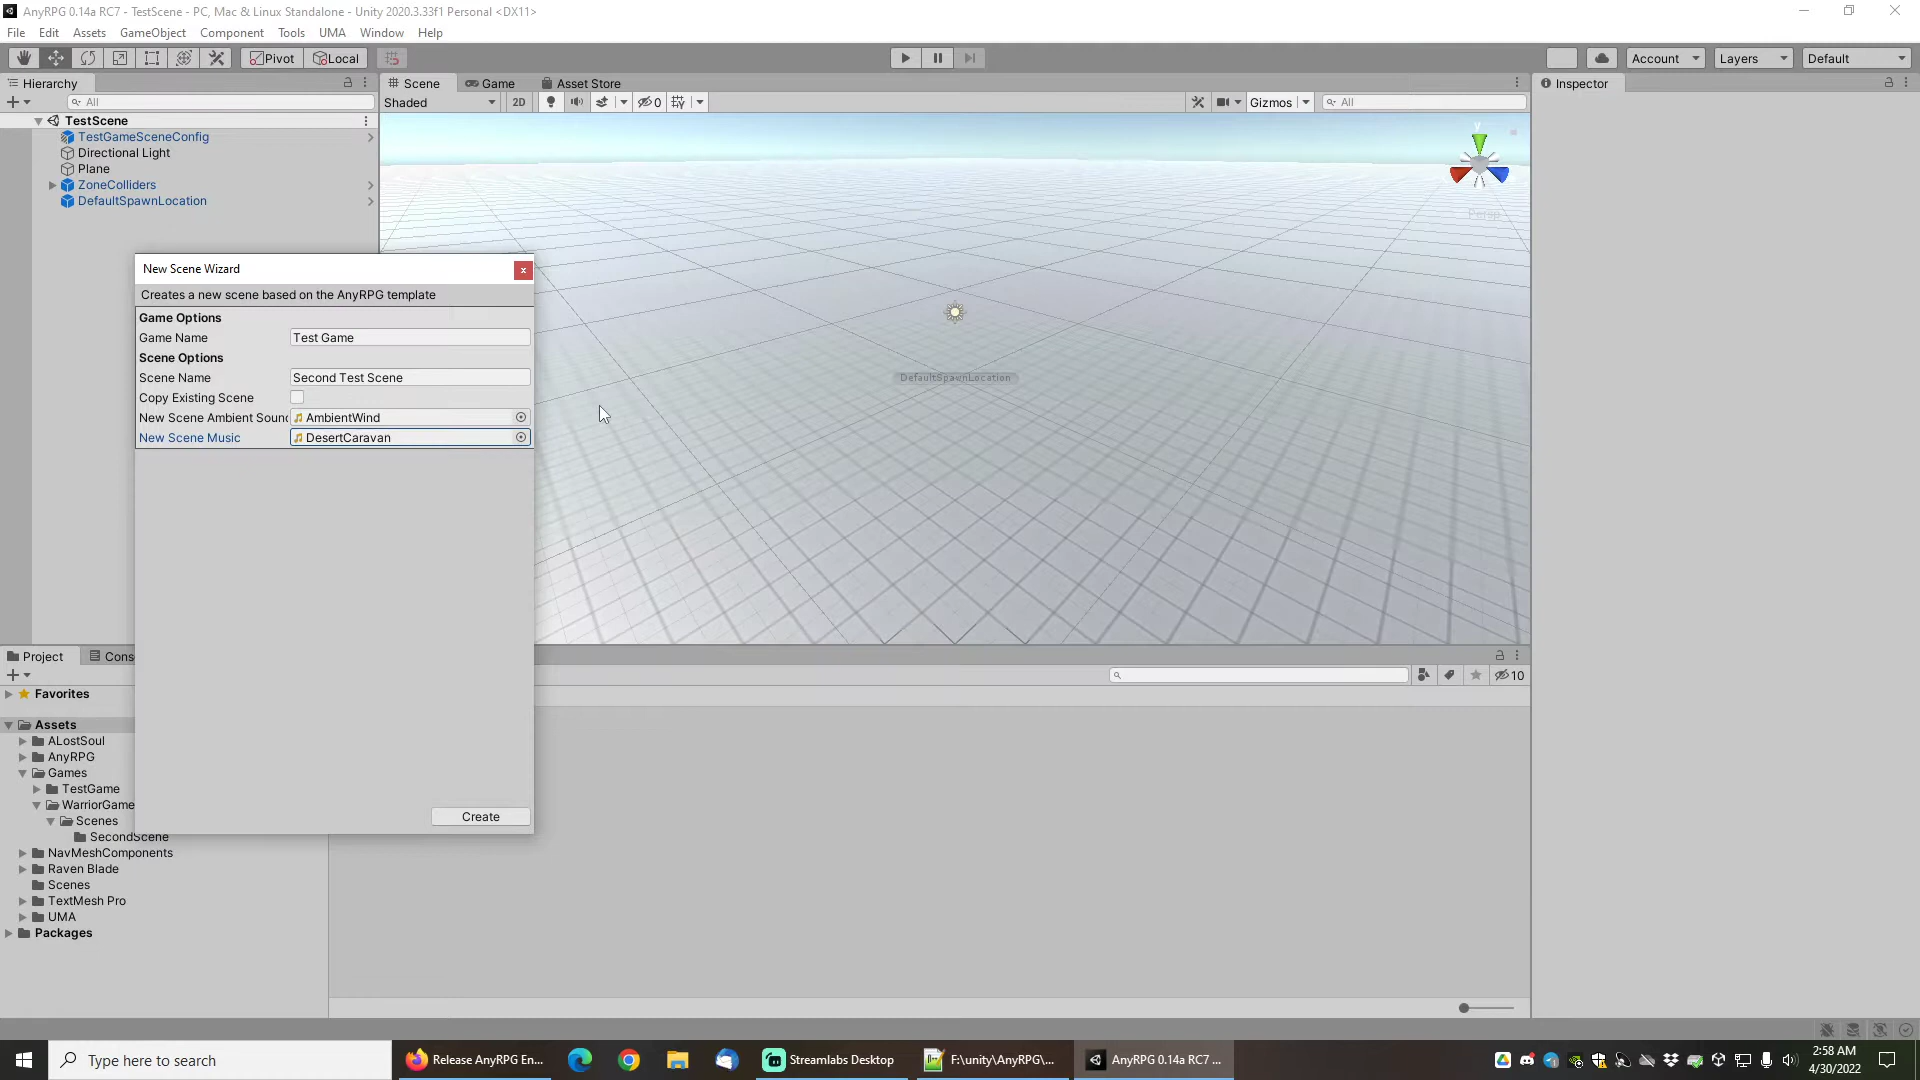 AnyRPG 0.14a RC7 - TestScene - PC, Mac & Linux Standalone - Unity 2020.3.33f1 Personal <DX11>
File Edit Assets GameObject Component Tools UMA Window Help
Pivot Local Account Layers Default
Hierarchy Scene Game Asset Store Inspector
All Shaded 2D 0 Gizmos All
TestScene
TestGameSceneConfig
Directional Light
Plane
ZoneColliders
DefaultSpawnLocation
y
Persp
DefaultSpawnLocation
New Scene Wizard x
Creates a new scene based on the AnyRPG template
Game Options
Game Name Test Game
Scene Options
Scene Name Second Test Scene
Copy Existing Scene
New Scene Ambient Soun AmbientWind
New Scene Music DesertCaravan
Create
Project Cons
10
Favorites
Assets
ALostSoul
AnyRPG
Games
TestGame
WarriorGame
Scenes
SecondScene
NavMeshComponents
Raven Blade
Scenes
TextMesh Pro
UMA
Packages
Type here to search Release AnyRPG En... Streamlabs Desktop F:\unity\AnyRPG\... AnyRPG 0.14a RC7 ... 2:58 AM
4/30/2022